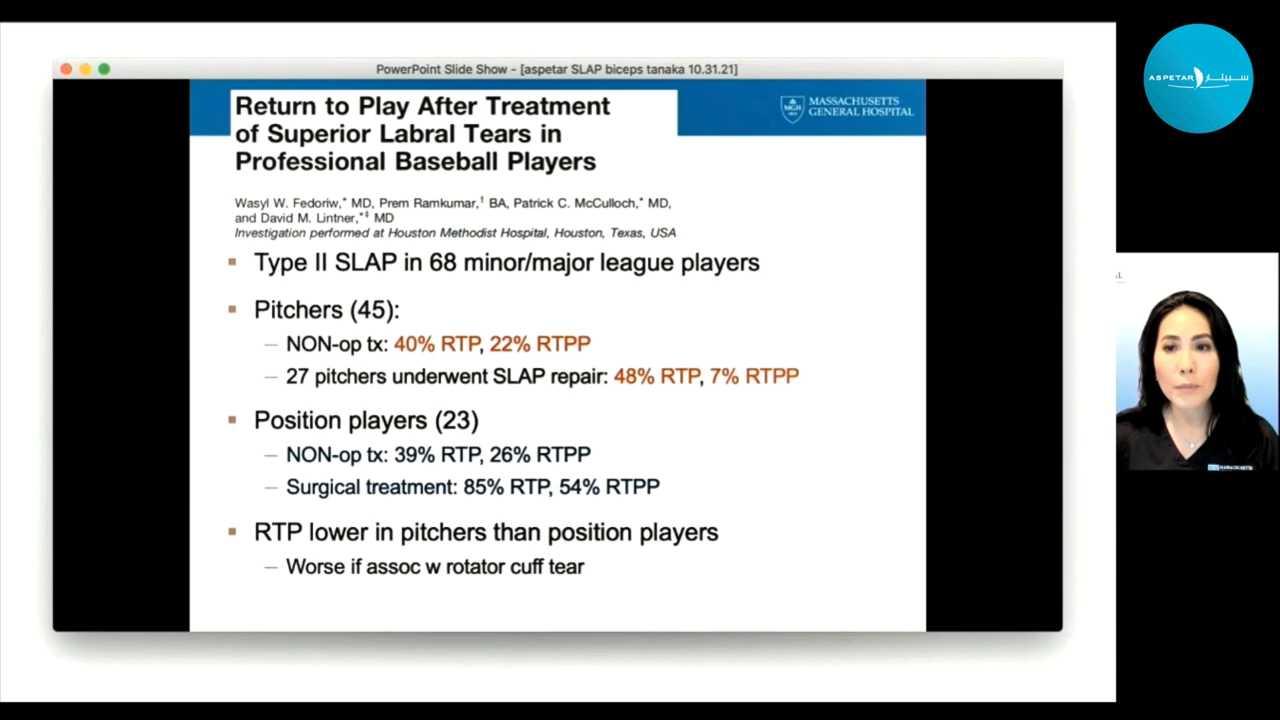 PowerPoint Slide Show - [aspetar SLAP biceps tanaka 10.31.21]
Return to Play After Treatment
of Superior Labral Tears in
Professional Baseball Players
MGH
1811
MASSACHUSETTS
GENERAL HOSPITAL
Wasyl W. Fedoriw,* MD, Prem Ramkumar,† BA, Patrick C. McCulloch,* MD,
and David M. Lintner,*‡ MD
Investigation performed at Houston Methodist Hospital, Houston, Texas, USA
▪ Type II SLAP in 68 minor/major league players
▪ Pitchers (45):
— NON-op tx: 40% RTP, 22% RTPP
— 27 pitchers underwent SLAP repair: 48% RTP, 7% RTPP
▪ Position players (23)
— NON-op tx: 39% RTP, 26% RTPP
— Surgical treatment: 85% RTP, 54% RTPP
▪ RTP lower in pitchers than position players
— Worse if assoc w rotator cuff tear
ASPETAR سبيتار